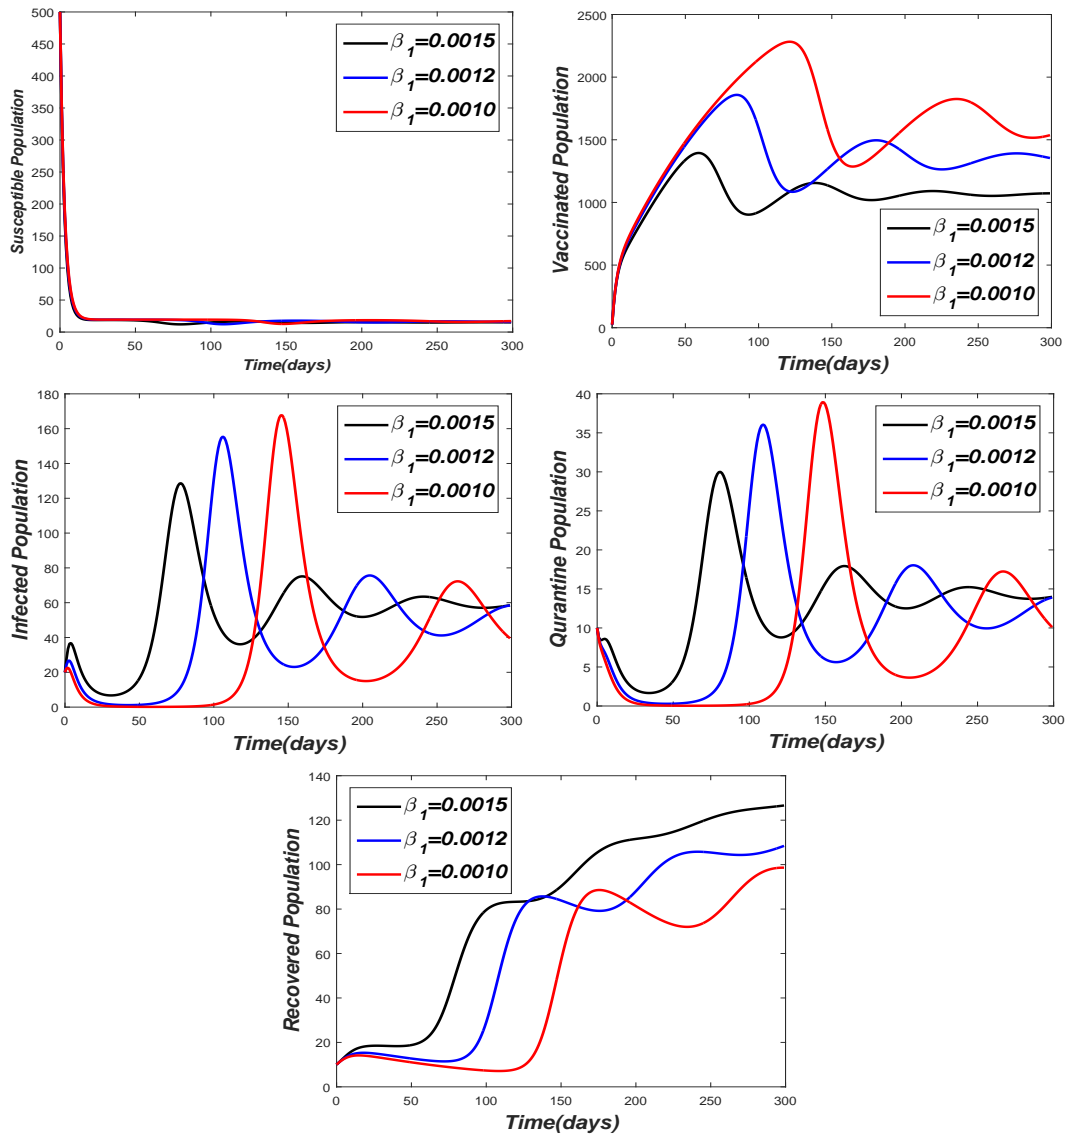 500
450
400
350
300
250
200
150
100
50
0
Susceptible Population
β1=0.0015
β1=0.0012
β1=0.0010
0 50 100 150 200 250 300
Time(days)
2500
2000
1500
1000
500
0
Vaccinated Population
β1=0.0015
β1=0.0012
β1=0.0010
0 50 100 150 200 250 300
Time(days)
180
160
140
120
100
80
60
40
20
0
Infected Population
β1=0.0015
β1=0.0012
β1=0.0010
0 50 100 150 200 250 300
Time(days)
40
35
30
25
20
15
10
5
0
Qurantine Population
β1=0.0015
β1=0.0012
β1=0.0010
0 50 100 150 200 250 300
Time(days)
140
120
100
80
60
40
20
0
Recovered Population
β1=0.0015
β1=0.0012
β1=0.0010
0 50 100 150 200 250 300
Time(days)